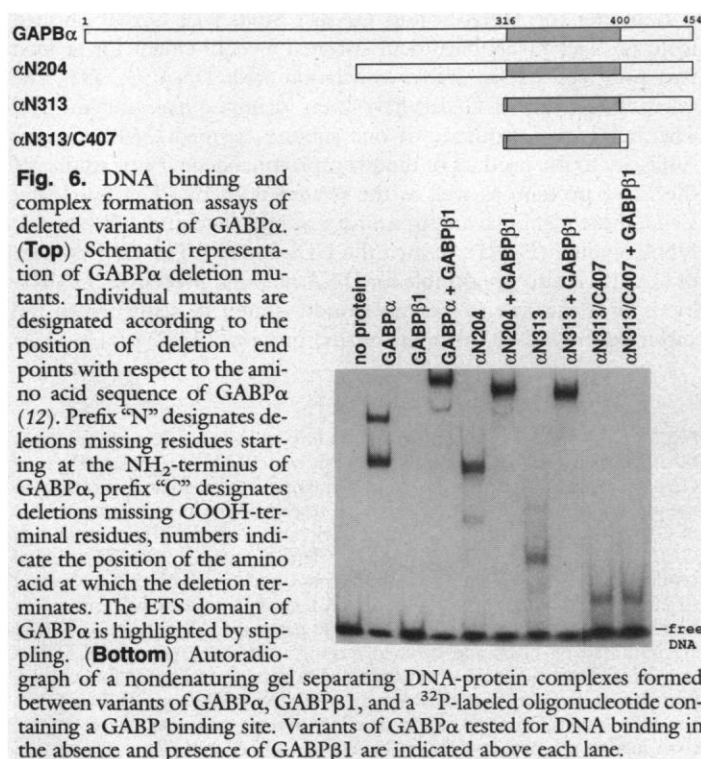 1 316 400 454
GAPBα
αN204
αN313
αN313/C407
Fig. 6. DNA binding and
complex formation assays of
deleted variants of GABPα.
(Top) Schematic representa-
tion of GABPα deletion mu-
tants. Individual mutants are
designated according to the
position of deletion end
points with respect to the ami-
no acid sequence of GABPα
(12). Prefix “N” designates de-
letions missing residues start-
ing at the NH₂-terminus of
GABPα, prefix “C” designates
deletions missing COOH-ter-
minal residues, numbers indi-
cate the position of the amino
acid at which the deletion ter-
minates. The ETS domain of
GABPα is highlighted by stip-
pling. (Bottom) Autoradio-
graph of a nondenaturing gel separating DNA-protein complexes formed
between variants of GABPα, GABPβ1, and a ³²P-labeled oligonucleotide con-
taining a GABP binding site. Variants of GABPα tested for DNA binding in
the absence and presence of GABPβ1 are indicated above each lane.
no protein
GABPα
GABPβ1
GABPα + GABPβ1
αN204
αN204 + GABPβ1
αN313
αN313 + GABPβ1
αN313/C407
αN313/C407 + GABPβ1
free
DNA